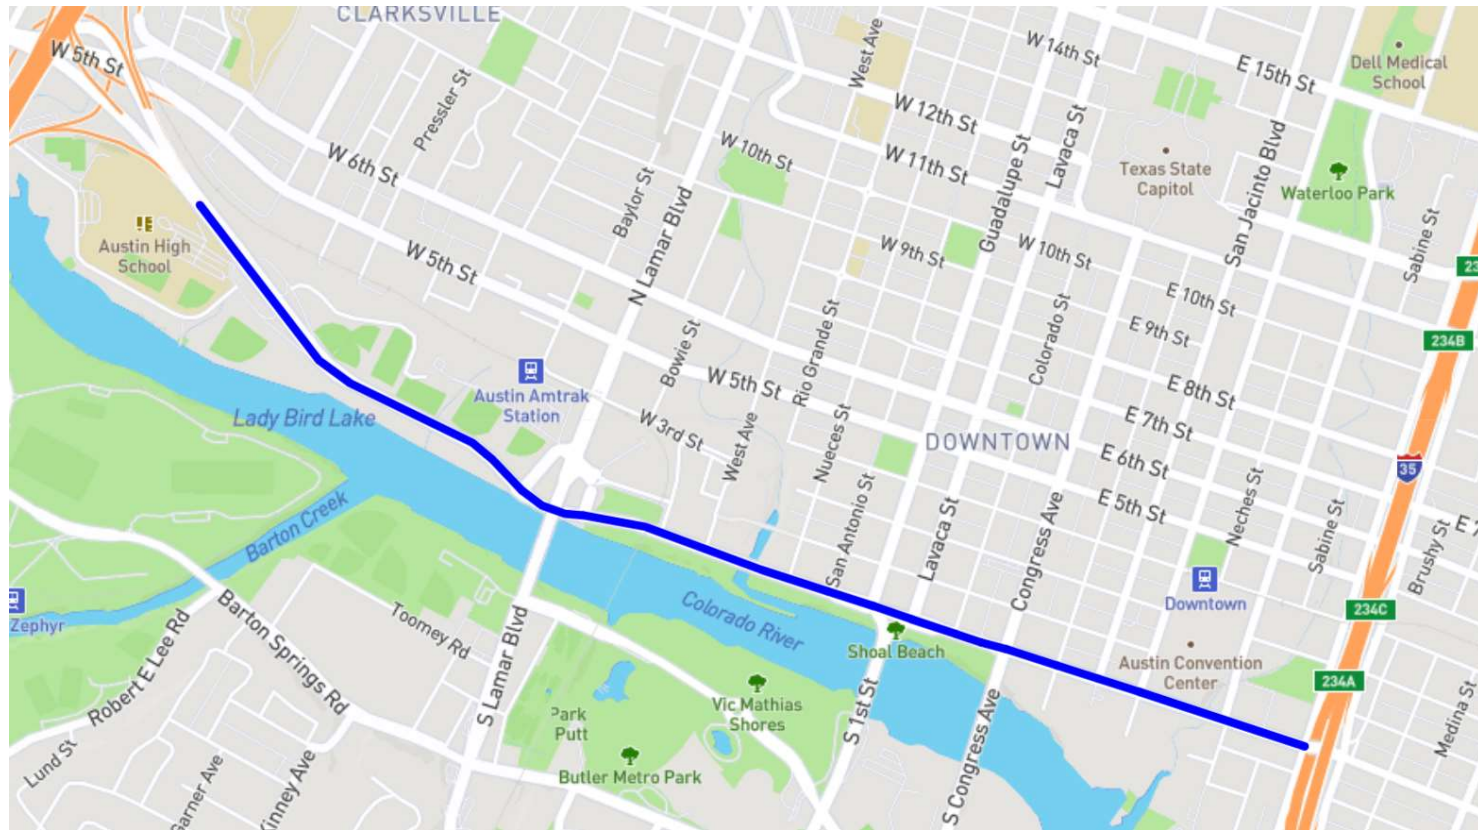 CLARKSVILLE
W 5th St
Pressler St
West Ave
W 14th St
E 15th St
Dell Medical
School
W 12th St
Lavaca St
W 6th St
W 10th St
W 11th St
Guadalupe St
Texas State
Capitol
San Jacinto Blvd
Waterloo Park
Baylor St
N Lamar Blvd
Sabine St
Austin High
School
W 5th St
W 9th St
W 10th St
E 10th St
23
E 9th St
234B
Rio Grande St
Colorado St
Bowie St
Austin Amtrak
Station
W 5th St
E 8th St
Lady Bird Lake
W 3rd St
West Ave
Nueces St
DOWNTOWN
E 7th St
E 6th St
35
E 5th St
Neches St
Sabine St
Brushy St
E 7
Barton Creek
San Antonio St
Lavaca St
Congress Ave
Downtown
234C
Zephyr
Robert E Lee Rd
Barton Springs Rd
Toomey Rd
Colorado River
Shoal Beach
Austin Convention
Center
234A
S Lamar Blvd
Park
Putt
Vic Mathias
Shores
S 1st St
S Congress Ave
Medina St
Lund St
Garner Ave
Kinney Ave
Butler Metro Park